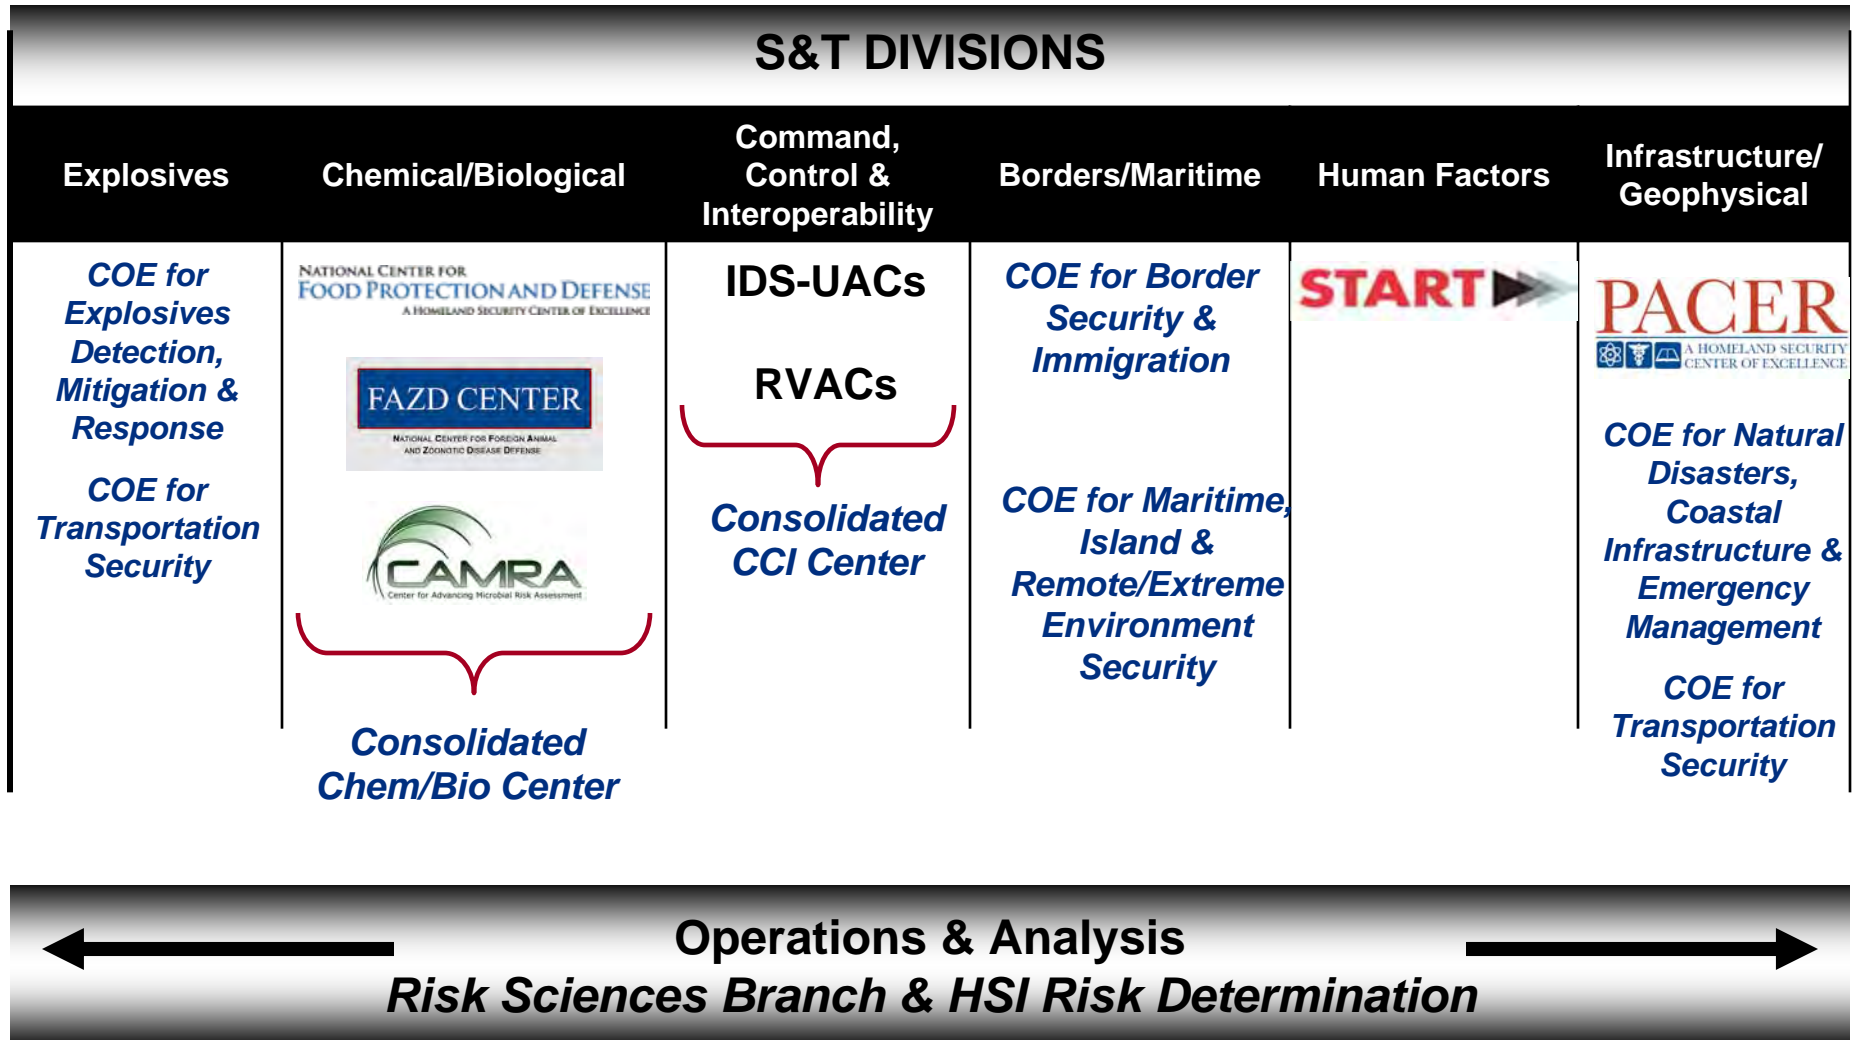 S&T DIVISIONS
Explosives
Chemical/Biological
Command,
Control &
Interoperability
Borders/Maritime
Human Factors
Infrastructure/
Geophysical
COE for
Explosives
Detection,
Mitigation &
Response
COE for
Transportation
Security
NATIONAL CENTER FOR
FOOD PROTECTION AND DEFENSE
A HOMELAND SECURITY CENTER OF EXCELLENCE
FAZD CENTER
NATIONAL CENTER FOR FOREIGN ANIMAL
AND ZOONOTIC DISEASE DEFENSE
CAMRA
Center for Advancing Microbial Risk Assessment
Consolidated
Chem/Bio Center
IDS-UACs
RVACs
Consolidated
CCI Center
COE for Border
Security &
Immigration
COE for Maritime,
Island &
Remote/Extreme
Environment
Security
START
PACER
A HOMELAND SECURITY
CENTER OF EXCELLENCE
COE for Natural
Disasters,
Coastal
Infrastructure &
Emergency
Management
COE for
Transportation
Security
Operations & Analysis
Risk Sciences Branch & HSI Risk Determination